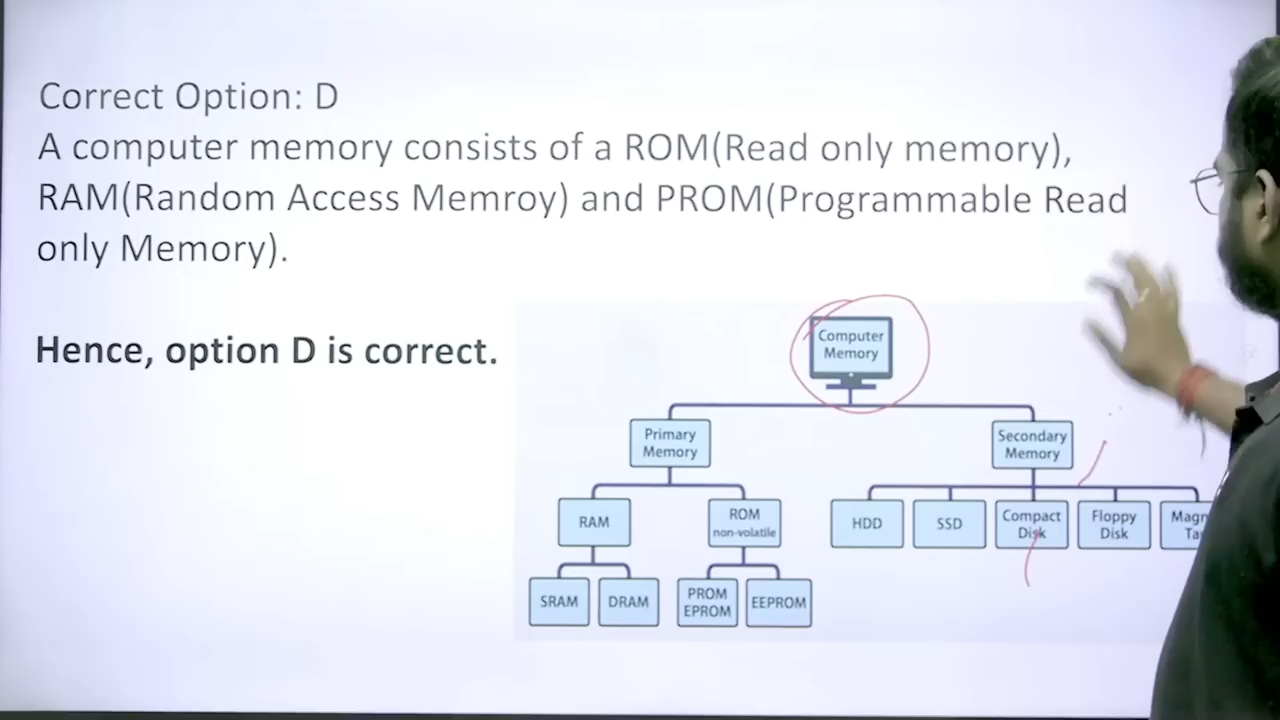 Correct Option: D
A computer memory consists of a ROM(Read only memory),
RAM(Random Access Memroy) and PROM(Programmable Read
only Memory).
Hence, option D is correct.
Computer
Memory
Primary
Memory
Secondary
Memory
RAM
ROM
non-volatile
HDD
SSD
Compact
Disk
Floppy
Disk
SRAM
DRAM
PROM
EPROM
EEPROM